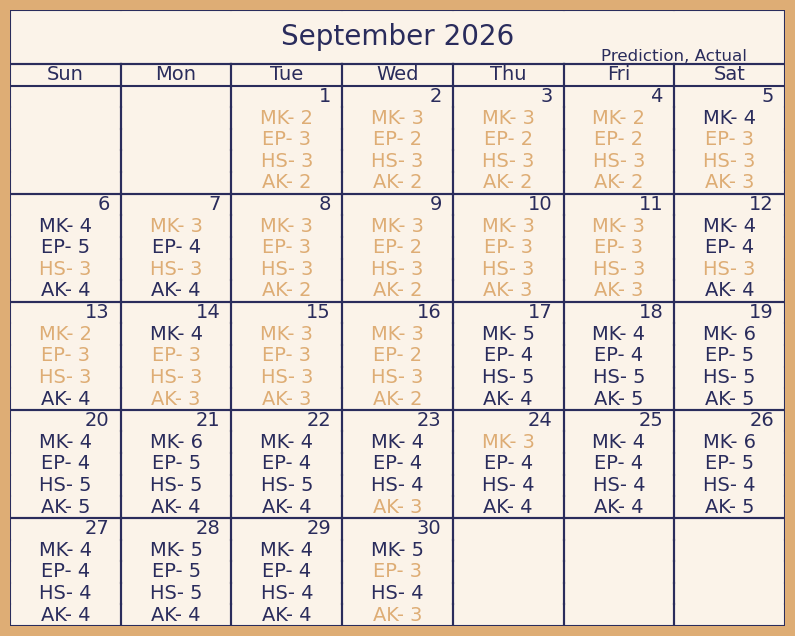 September 2026
Prediction, Actual
Sun Mon Tue Wed Thu Fri Sat
1 2 3 4 5
MK- 2 MK- 3 MK- 3 MK- 2 MK- 4
EP- 3 EP- 2 EP- 2 EP- 2 EP- 3
HS- 3 HS- 3 HS- 3 HS- 3 HS- 3
AK- 2 AK- 2 AK- 2 AK- 2 AK- 3
6 7 8 9 10 11 12
MK- 4 MK- 3 MK- 3 MK- 3 MK- 3 MK- 3 MK- 4
EP- 5 EP- 4 EP- 3 EP- 2 EP- 3 EP- 3 EP- 4
HS- 3 HS- 3 HS- 3 HS- 3 HS- 3 HS- 3 HS- 3
AK- 4 AK- 4 AK- 2 AK- 2 AK- 3 AK- 3 AK- 4
13 14 15 16 17 18 19
MK- 2 MK- 4 MK- 3 MK- 3 MK- 5 MK- 4 MK- 6
EP- 3 EP- 3 EP- 3 EP- 2 EP- 4 EP- 4 EP- 5
HS- 3 HS- 3 HS- 3 HS- 3 HS- 5 HS- 5 HS- 5
AK- 4 AK- 3 AK- 3 AK- 2 AK- 4 AK- 5 AK- 5
20 21 22 23 24 25 26
MK- 4 MK- 6 MK- 4 MK- 4 MK- 3 MK- 4 MK- 6
EP- 4 EP- 5 EP- 4 EP- 4 EP- 4 EP- 4 EP- 5
HS- 5 HS- 5 HS- 5 HS- 4 HS- 4 HS- 4 HS- 4
AK- 5 AK- 4 AK- 4 AK- 3 AK- 4 AK- 4 AK- 5
27 28 29 30
MK- 4 MK- 5 MK- 4 MK- 5
EP- 4 EP- 5 EP- 4 EP- 3
HS- 4 HS- 5 HS- 4 HS- 4
AK- 4 AK- 4 AK- 4 AK- 3